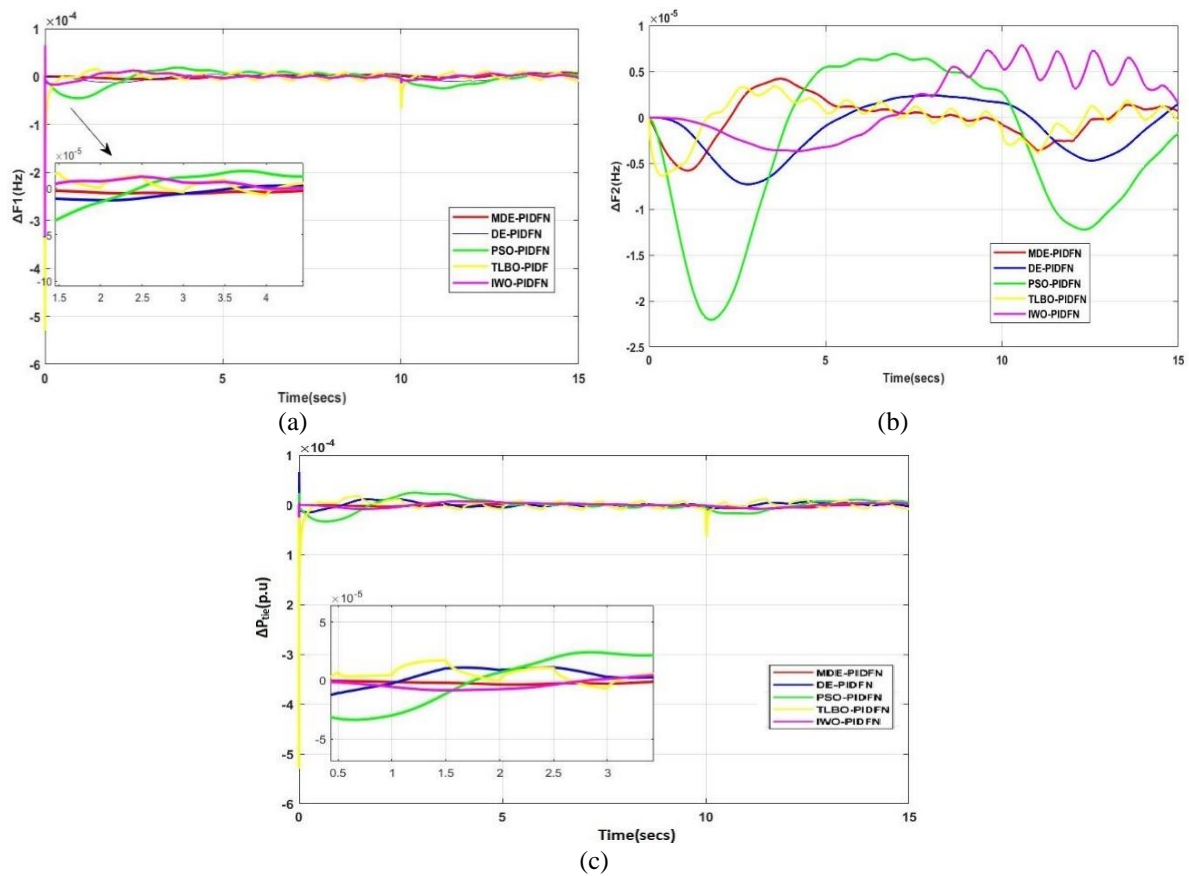 ×10⁻⁴
1
0
-1
-2
-3
-4
-5
-6
ΔF1(Hz)
×10⁻⁵
0
-5
-10
1.5 2 2.5 3 3.5 4
MDE-PIDFN
DE-PIDFN
PSO-PIDFN
TLBO-PIDF
IWO-PIDFN
0 5 10 15
Time(secs)
(a)
×10⁻⁵
1
0.5
0
-0.5
-1
-1.5
-2
-2.5
ΔF2(Hz)
MDE-PIDFN
DE-PIDFN
PSO-PIDFN
TLBO-PIDFN
IWO-PIDFN
0 5 10 15
Time(secs)
(b)
×10⁻⁴
1
0
1
-2
-3
-4
-5
-6
ΔPtie(p.u)
×10⁻⁵
5
0
-5
0.5 1 1.5 2 2.5 3
MDE-PIDFN
DE-PIDFN
PSO-PIDFN
TLBO-PIDFN
IWO-PIDFN
0 5 10 15
Time(secs)
(c)